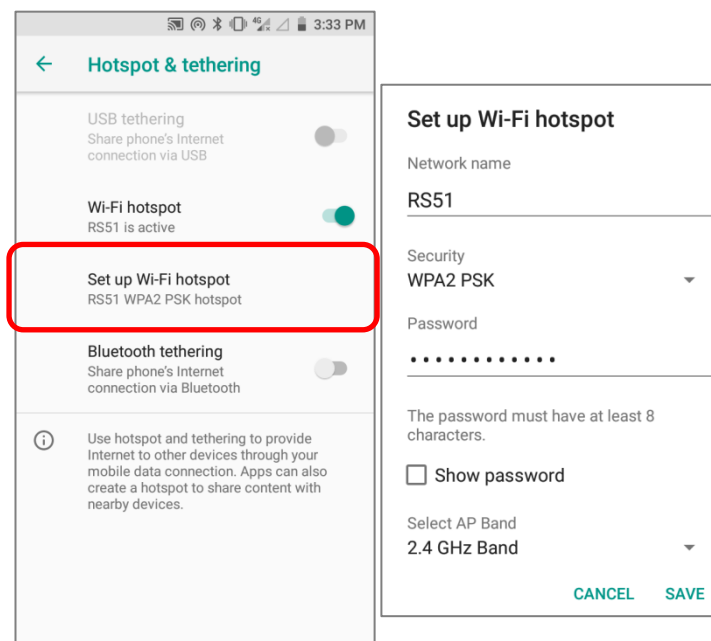 4G 3:33 PM
Hotspot & tethering
USB tethering
Share phone's Internet
connection via USB
Wi-Fi hotspot
RS51 is active
Set up Wi-Fi hotspot
RS51 WPA2 PSK hotspot
Bluetooth tethering
Share phone's Internet
connection via Bluetooth
Use hotspot and tethering to provide
Internet to other devices through your
mobile data connection. Apps can also
create a hotspot to share content with
nearby devices.
Set up Wi-Fi hotspot
Network name
RS51
Security
WPA2 PSK
Password
••••••••••••
The password must have at least 8
characters.
Show password
Select AP Band
2.4 GHz Band
CANCEL SAVE